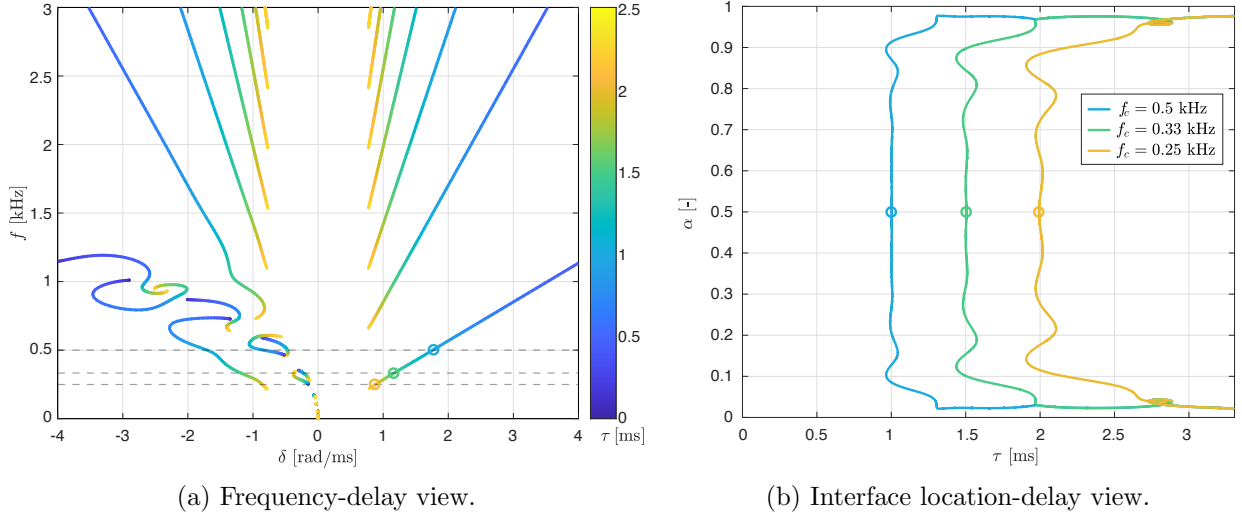 3
2.5
2
1.5
1
0.5
0
f [kHz]
-4 -3 -2 -1 0 1 2 3 4
δ [rad/ms]
2.5
2
1.5
1
0.5
0
τ [ms]
(a) Frequency-delay view.
1
0.9
0.8
0.7
0.6
0.5
0.4
0.3
0.2
0.1
0
α [-]
f_c = 0.5 kHz
f_c = 0.33 kHz
f_c = 0.25 kHz
0 0.5 1 1.5 2 2.5 3
τ [ms]
(b) Interface location-delay view.